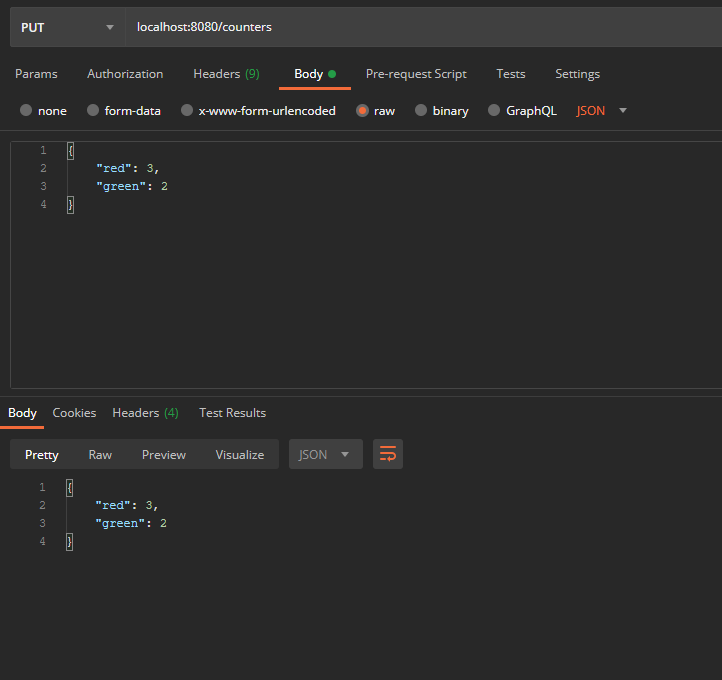 PUT localhost:8080/counters
Params Authorization Headers (9) Body Pre-request Script Tests Settings
none form-data x-www-form-urlencoded raw binary GraphQL JSON
1 {
2 "red": 3,
3 "green": 2
4 }
Body Cookies Headers (4) Test Results
Pretty Raw Preview Visualize JSON
1 {
2 "red": 3,
3 "green": 2
4 }